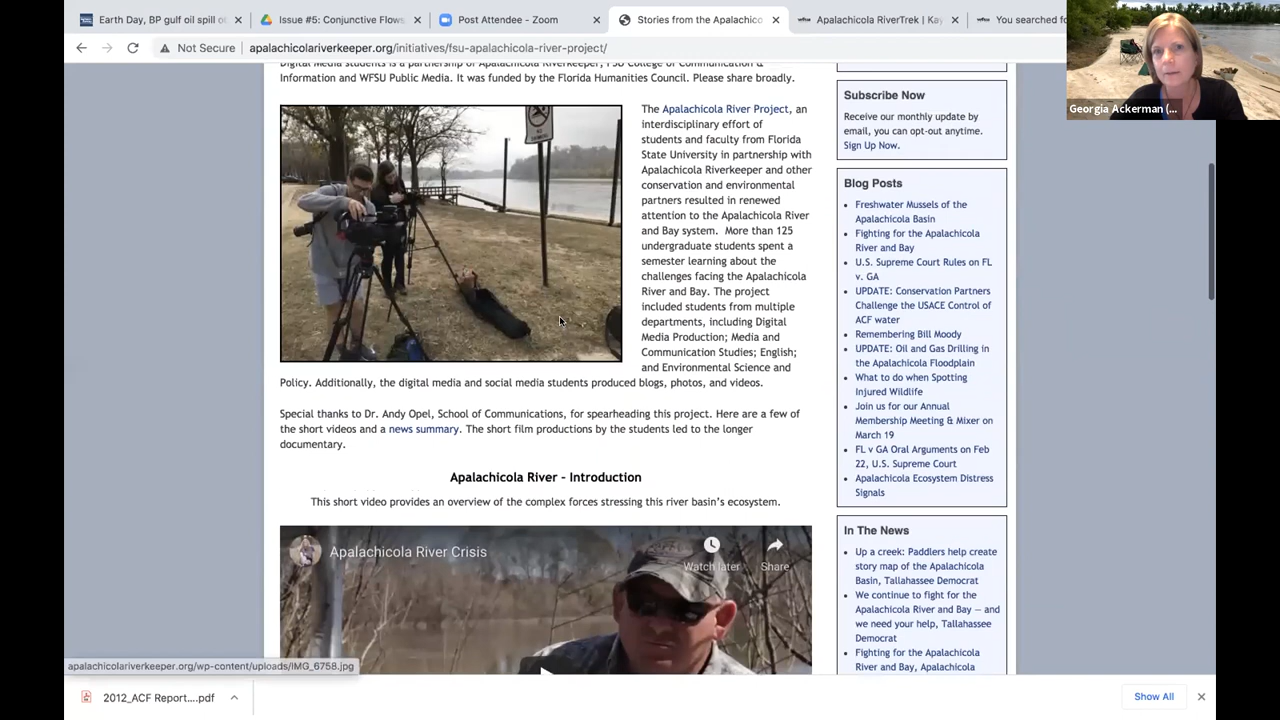 Earth Day, BP gulf oil spill o
Issue #5: Conjunctive Flows
Post Attendee - Zoom
Stories from the Apalachico
Apalachicola RiverTrek | Ka
You searched fo
Not Secure
apalachicolariverkeeper.org/initiatives/fsu-apalachicola-river-project/
Georgia Ackerman (...
Digital Media students is a partnership of Apalachicola Riverkeeper, FSU College of Communication &
Information and WFSU Public Media. It was funded by the Florida Humanities Council. Please share broadly.
The Apalachicola River Project, an
interdisciplinary effort of
students and faculty from Florida
State University in partnership with
Apalachicola Riverkeeper and other
conservation and environmental
partners resulted in renewed
attention to the Apalachicola River
and Bay system. More than 125
undergraduate students spent a
semester learning about the
challenges facing the Apalachicola
River and Bay. The project
included students from multiple
departments, including Digital
Media Production; Media and
Communication Studies; English;
and Environmental Science and
Policy. Additionally, the digital media and social media students produced blogs, photos, and videos.
Special thanks to Dr. Andy Opel, School of Communications, for spearheading this project. Here are a few of
the short videos and a news summary. The short film productions by the students led to the longer
documentary.
Apalachicola River - Introduction
This short video provides an overview of the complex forces stressing this river basin's ecosystem.
Apalachicola River Crisis
Watch later
Share
Subscribe Now
Receive our monthly update by
email, you can opt-out anytime.
Sign Up Now.
Blog Posts
Freshwater Mussels of the
Apalachicola Basin
Fighting for the Apalachicola
River and Bay
U.S. Supreme Court Rules on FL
v. GA
UPDATE: Conservation Partners
Challenge the USACE Control of
ACF water
Remembering Bill Moody
UPDATE: Oil and Gas Drilling in
the Apalachicola Floodplain
What to do when Spotting
Injured Wildlife
Join us for our Annual
Membership Meeting & Mixer on
March 19
FL v GA Oral Arguments on Feb
22, U.S. Supreme Court
Apalachicola Ecosystem Distress
Signals
In The News
Up a creek: Paddlers help create
story map of the Apalachicola
Basin, Tallahassee Democrat
We continue to fight for the
Apalachicola River and Bay — and
we need your help, Tallahassee
Democrat
Fighting for the Apalachicola
River and Bay, Apalachicola
apalachicolariverkeeper.org/wp-content/uploads/IMG_6758.jpg
2012_ACF Report....pdf
Show All